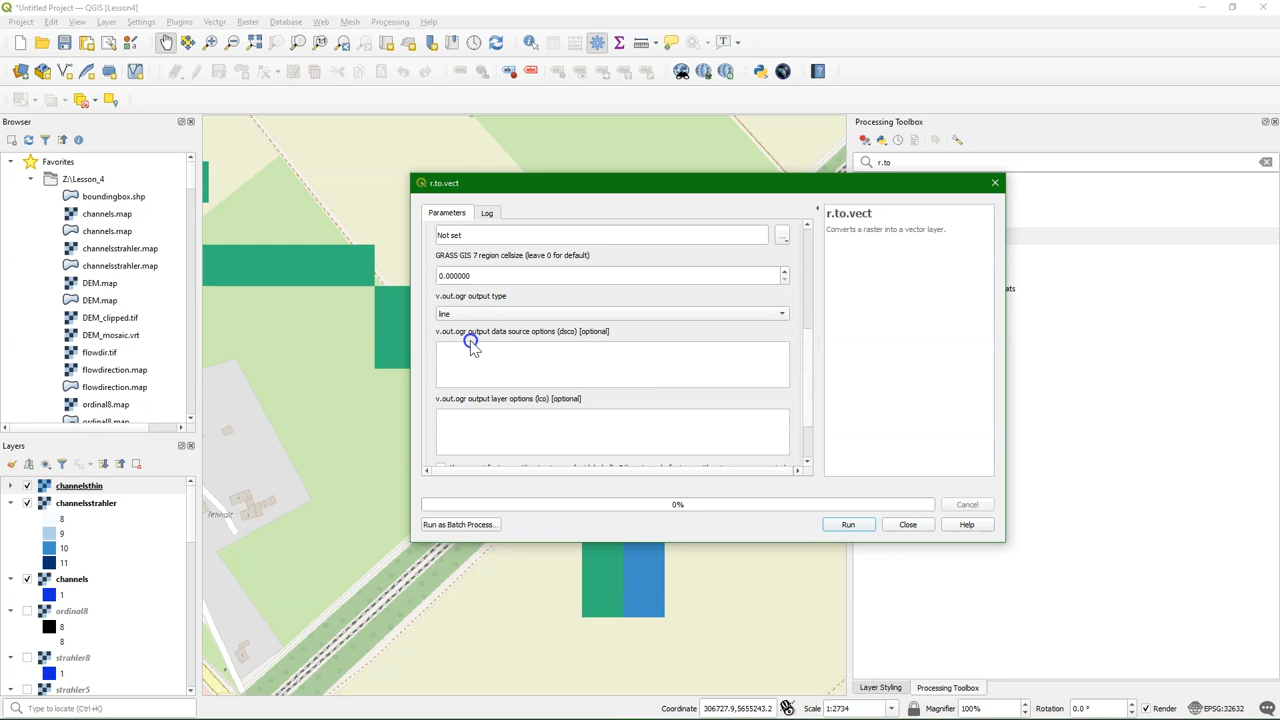 *Untitled Project — QGIS [Lesson4]
Project Edit View Layer Settings Plugins Vector Raster Database Web Mesh Processing Help
Browser
Favorites
Z:\Lesson_4
boundingbox.shp
channels.map
channels.map
channelsstrahler.map
channelsstrahler.map
DEM.map
DEM.map
DEM_clipped.tif
DEM_mosaic.vrt
flowdir.tif
flowdirection.map
flowdirection.map
ordinal8.map
ordinal8.map
Layers
channelsthin
channelsstrahler
8
9
10
11
channels
1
ordinal8
8
8
strahler8
1
strahler5
r.to.vect
Parameters Log
Not set
...
GRASS GIS 7 region cellsize (leave 0 for default)
0.000000
v.out.ogr output type
line
v.out.ogr output data source options (dsco) [optional]
v.out.ogr output layer options (lco) [optional]
r.to.vect
Converts a raster into a vector layer.
0%
Cancel
Run as Batch Process...
Run
Close
Help
Processing Toolbox
r.to
Layer Styling Processing Toolbox
Type to locate (Ctrl+K)
Coordinate 306727.9,5655243.2 Scale 1:2734 Magnifier 100% Rotation 0.0 ° Render EPSG:32632